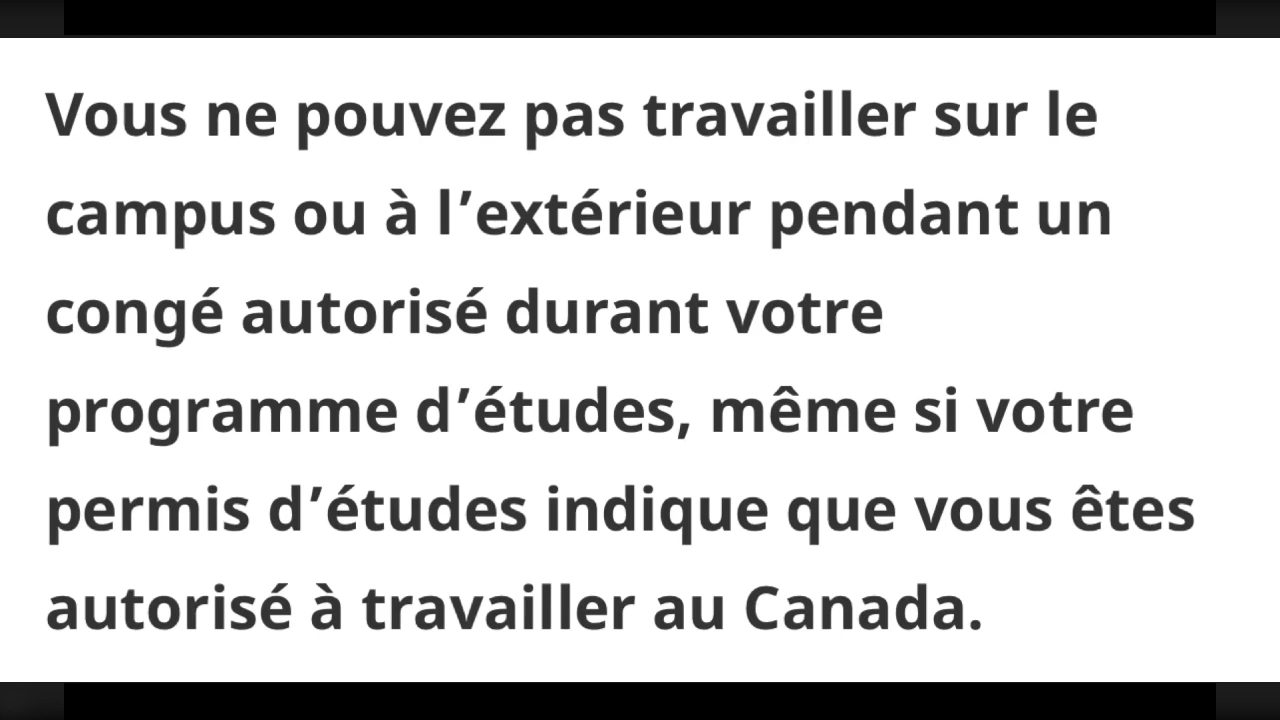 Vous ne pouvez pas travailler sur le
campus ou à l’extérieur pendant un
congé autorisé durant votre
programme d’études, même si votre
permis d’études indique que vous êtes
autorisé à travailler au Canada.